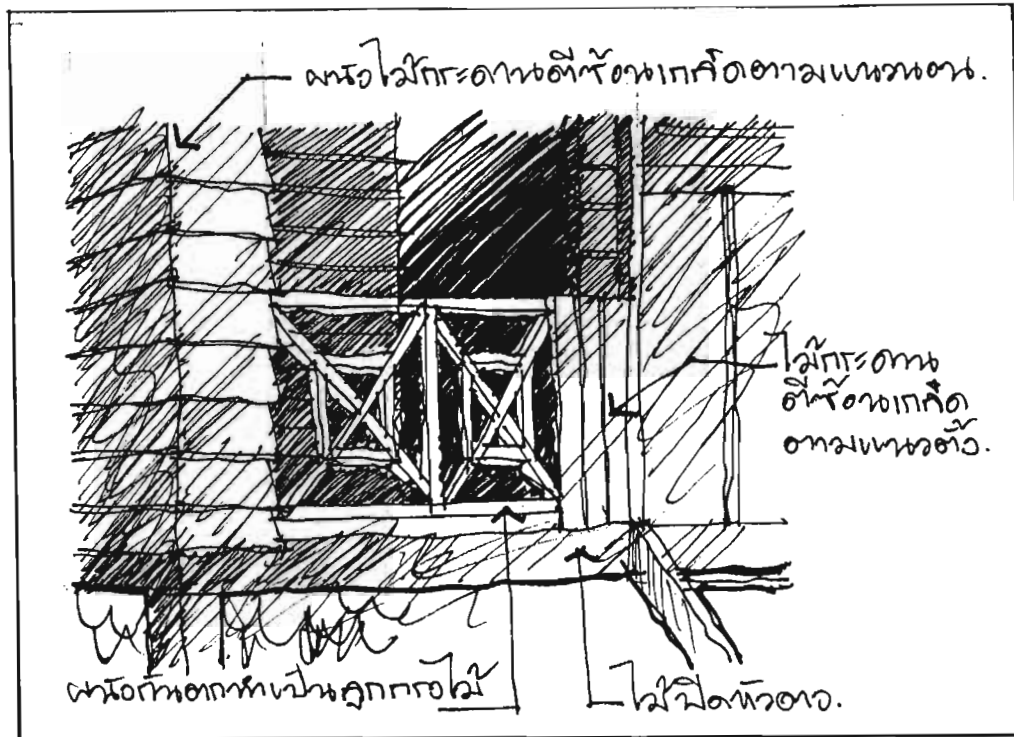 ผนังไม้กระดานตีซ้อนเกล็ดตามแนวนอน.
ไม้กระดาน
ตีซ้อนเกล็ด
ตามแนวตั้ง.
ผนังกันตกทำเป็นลูกกรงไม้
ไม้ปิดหัวตง.